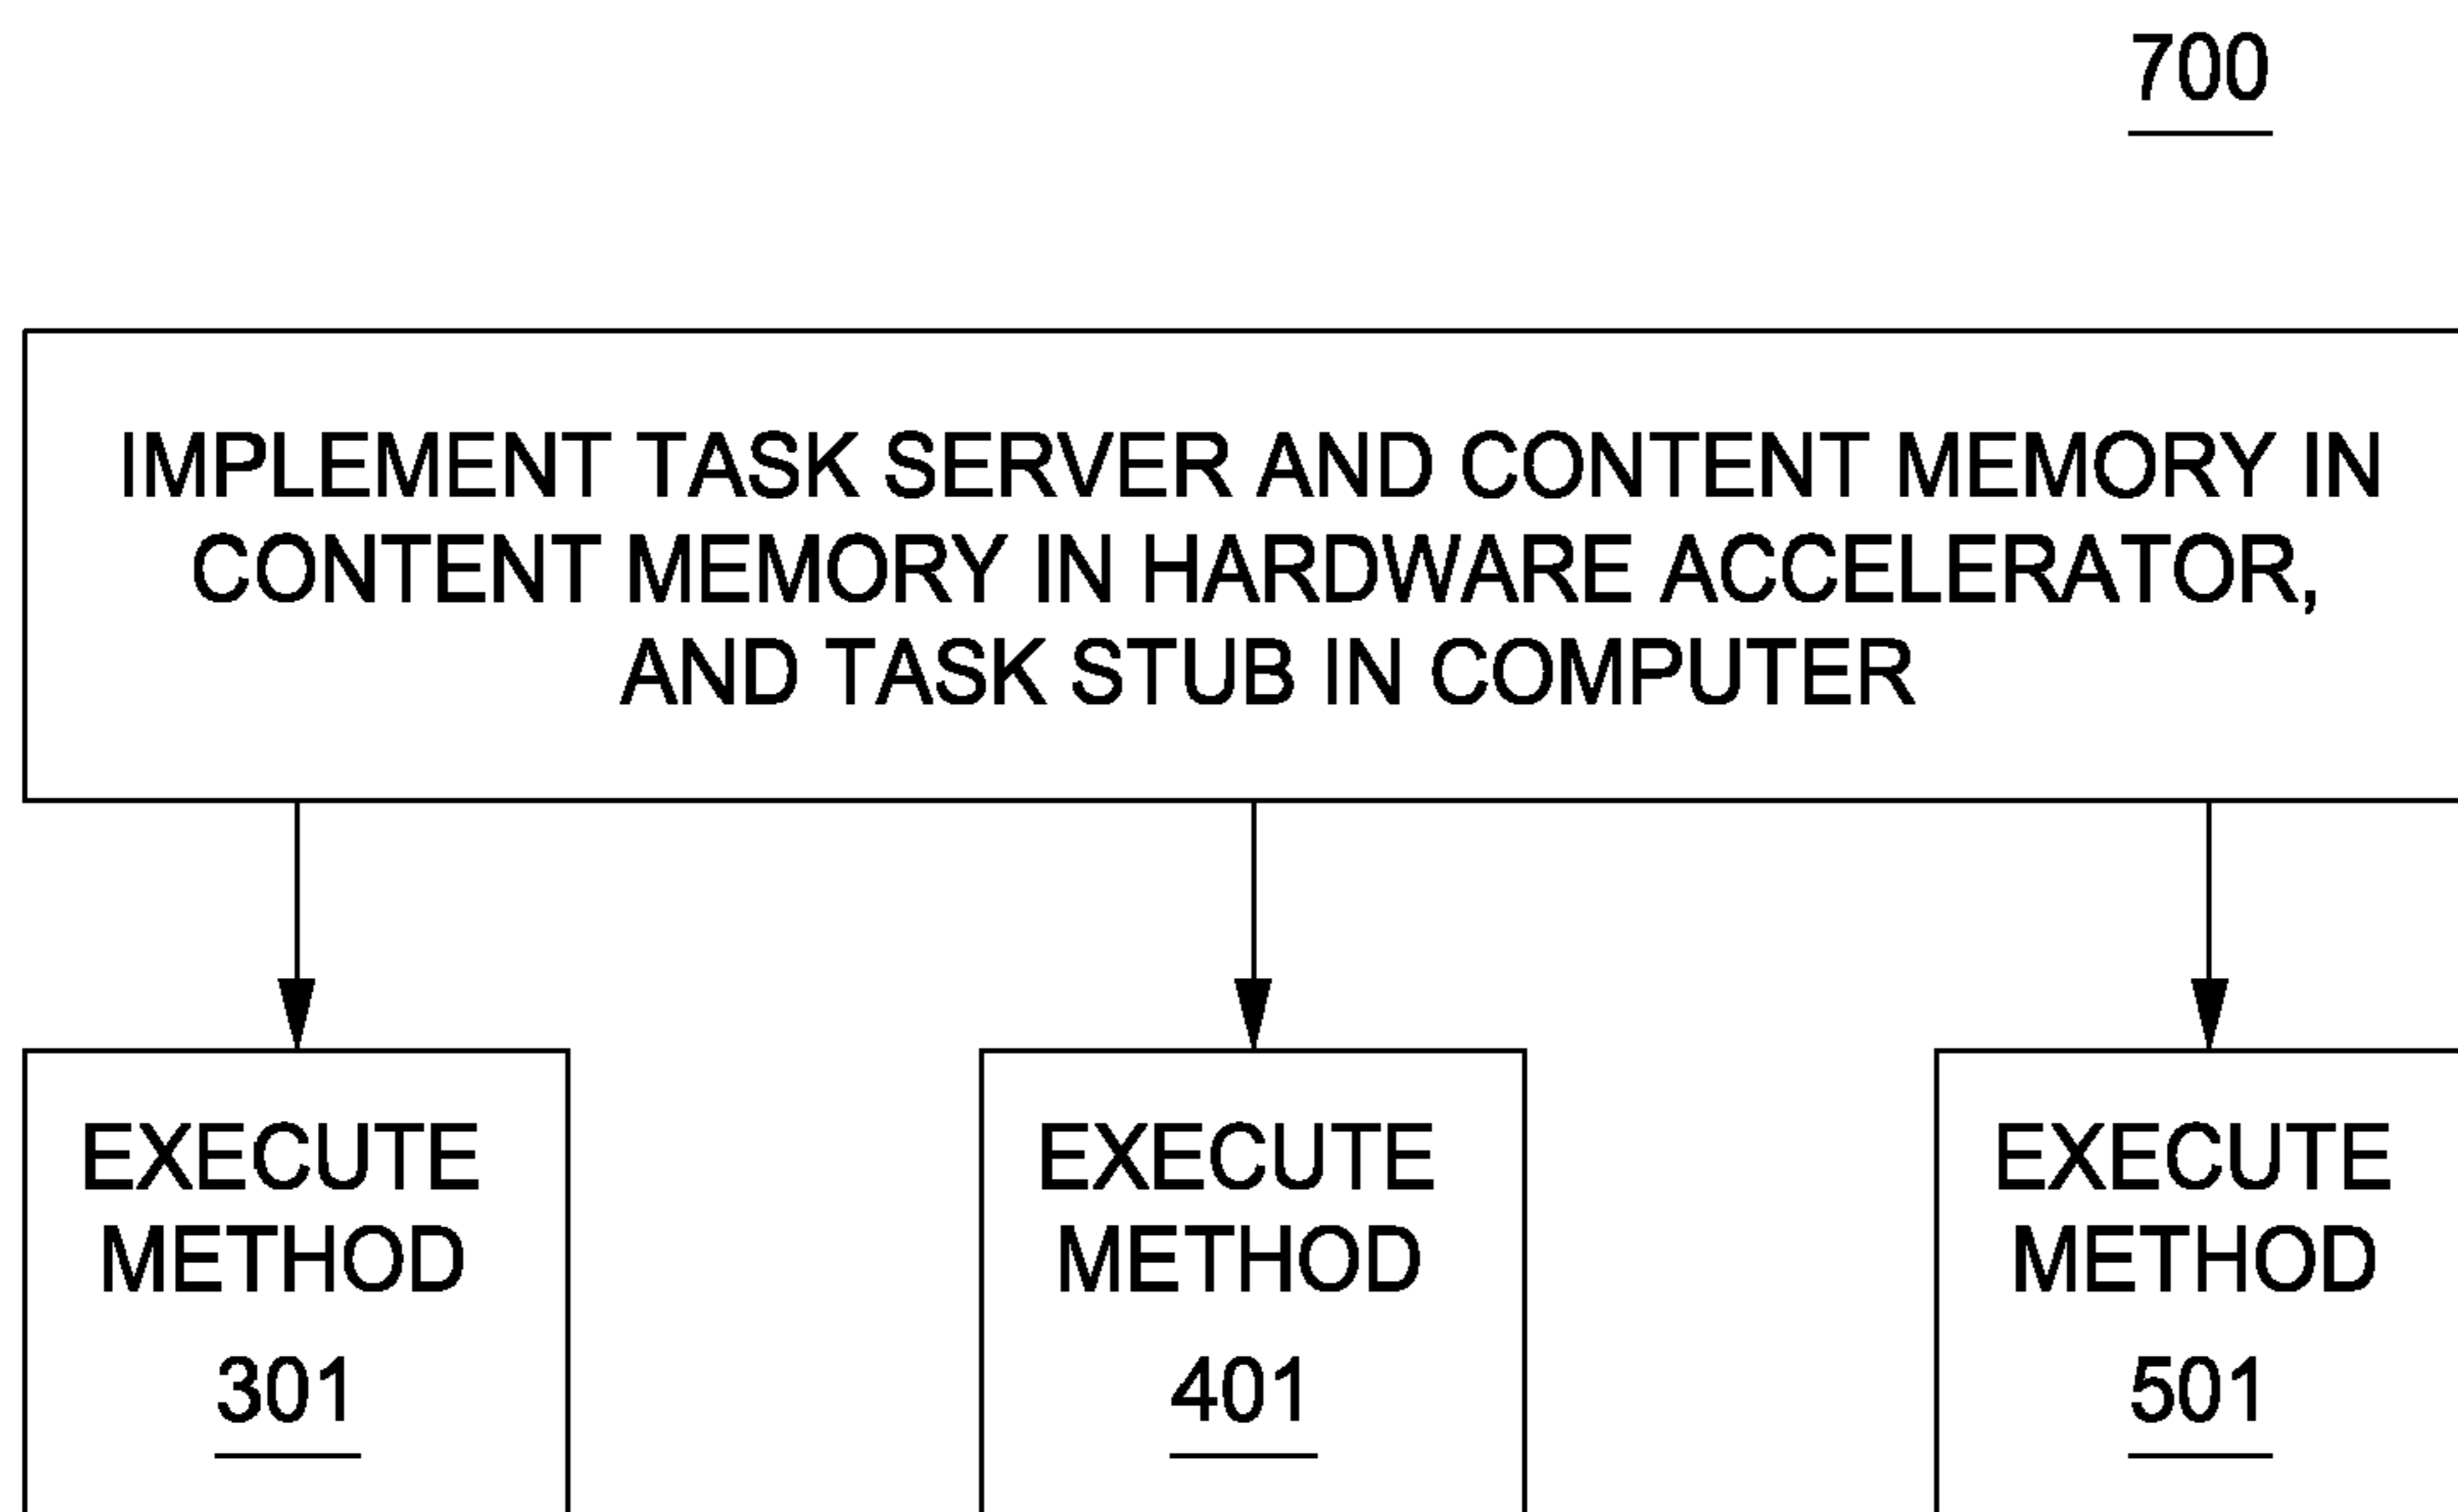 700
IMPLEMENT TASK SERVER AND CONTENT MEMORY IN
CONTENT MEMORY IN HARDWARE ACCELERATOR,
AND TASK STUB IN COMPUTER
EXECUTE
METHOD
301
EXECUTE
METHOD
401
EXECUTE
METHOD
501